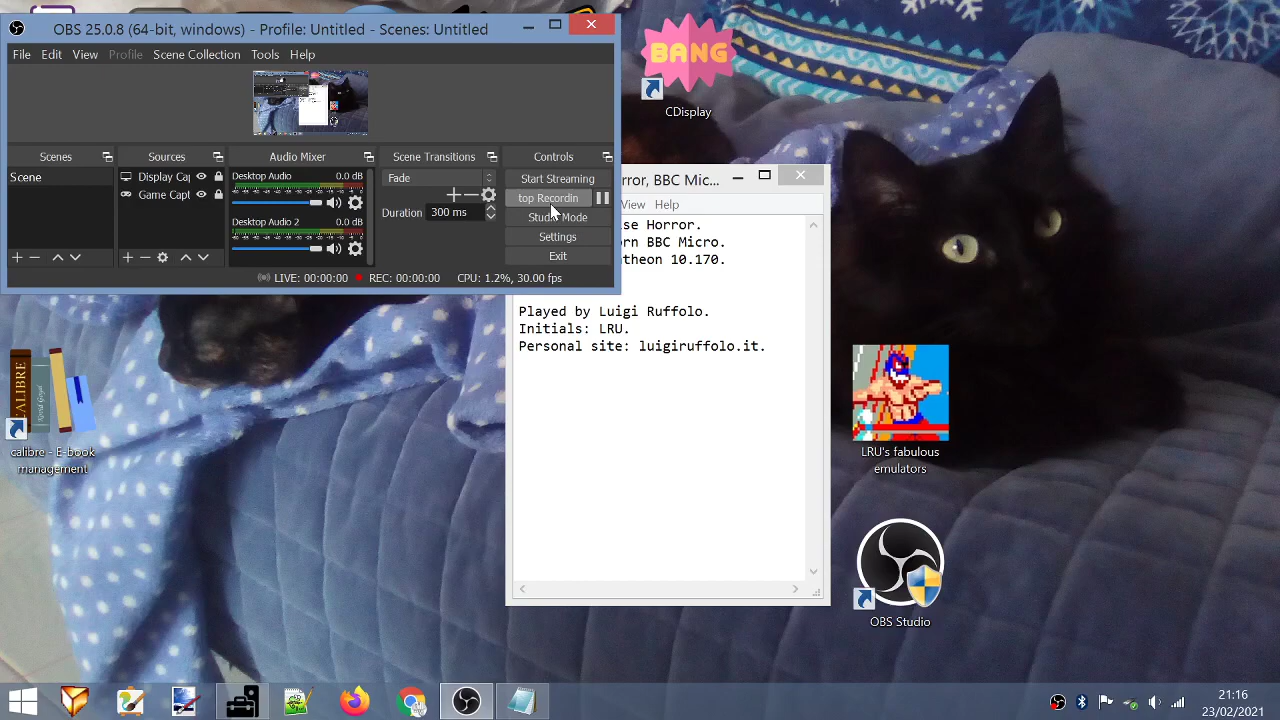 OBS 25.0.8 (64-bit, windows) - Profile: Untitled - Scenes: Untitled
File Edit View Profile Scene Collection Tools Help
Scenes
Sources
Audio Mixer
Scene Transitions
Controls
Scene
Display Cap
Game Capt
Desktop Audio 0.0 dB
Desktop Audio 2 0.0 dB
Fade
Duration 300 ms
Start Streaming
top Recordin
Studi Mode
Settings
Exit
LIVE: 00:00:00 REC: 00:00:00 CPU: 1.2%, 30.00 fps
rror, BBC Mic...
View Help
se Horror.
rn BBC Micro.
theon 10.170.
Played by Luigi Ruffolo.
Initials: LRU.
Personal site: luigiruffolo.it.
BANG
CDisplay
CALIBRE
calibre - E-book
management
LRU's fabulous
emulators
OBS Studio
21:16
23/02/2021